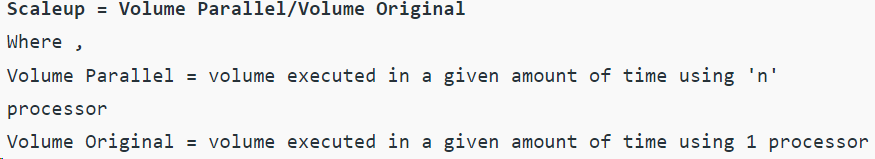 Scaleup = Volume Parallel/Volume Original
Where ,
Volume Parallel = volume executed in a given amount of time using 'n'
processor
Volume Original = volume executed in a given amount of time using 1 processor